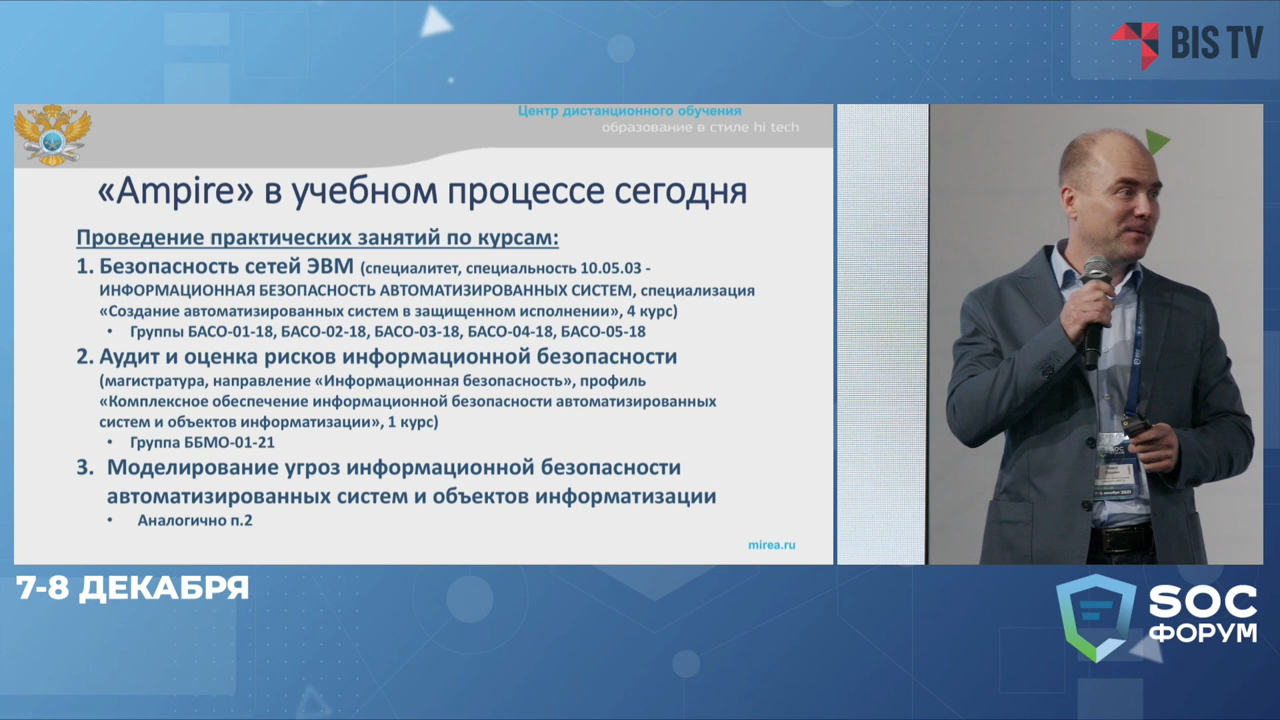 BIS TV
Центр дистанционного обучения
образование в стиле hi tech
«Ampire» в учебном процессе сегодня
Проведение практических занятий по курсам:
1. Безопасность сетей ЭВМ (специалитет, специальность 10.05.03 -
ИНФОРМАЦИОННАЯ БЕЗОПАСНОСТЬ АВТОМАТИЗИРОВАННЫХ СИСТЕМ, специализация
«Создание автоматизированных систем в защищенном исполнении», 4 курс)
• Группы БАСО-01-18, БАСО-02-18, БАСО-03-18, БАСО-04-18, БАСО-05-18
2. Аудит и оценка рисков информационной безопасности
(магистратура, направление «Информационная безопасность», профиль
«Комплексное обеспечение информационной безопасности автоматизированных
систем и объектов информатизации», 1 курс)
• Группа ББМО-01-21
3. Моделирование угроз информационной безопасности
автоматизированных систем и объектов информатизации
• Аналогично п.2
mirea.ru
7-8 ДЕКАБРЯ
SOC
ФОРУМ